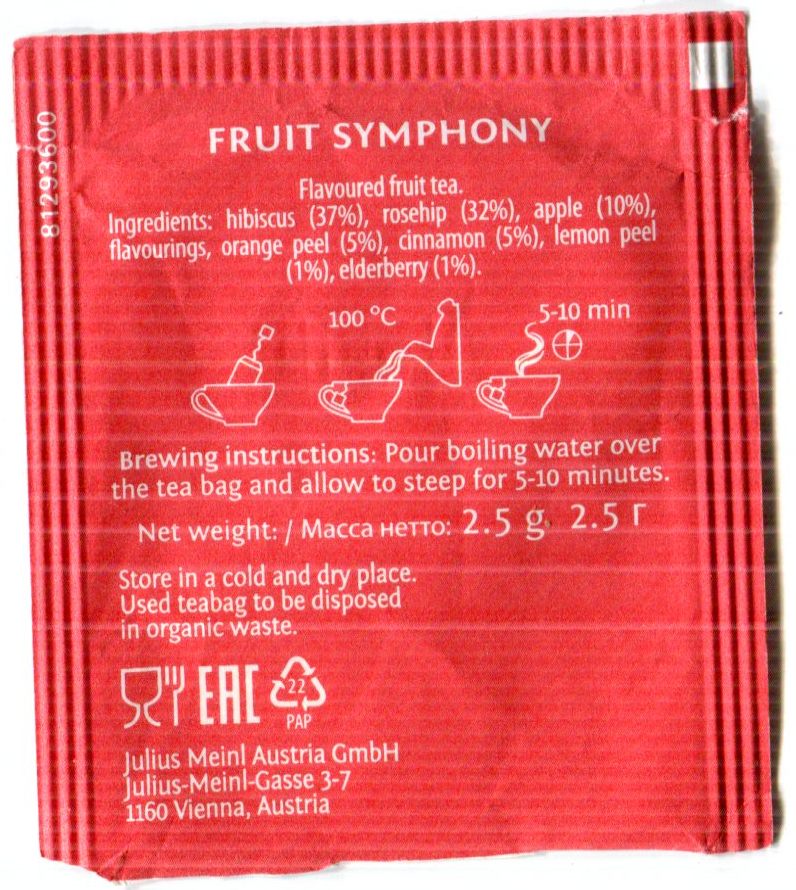 81293600
FRUIT SYMPHONY
Flavoured fruit tea.
Ingredients: hibiscus (37%), rosehip (32%), apple (10%),
flavourings, orange peel (5%), cinnamon (5%), lemon peel
(1%), elderberry (1%).
100 °C
5-10 min
Brewing instructions: Pour boiling water over
the tea bag and allow to steep for 5-10 minutes.
Net weight: / Масса нетто: 2.5 g 2.5 г
Store in a cold and dry place.
Used teabag to be disposed
in organic waste.
EAC
22
PAP
Julius Meinl Austria GmbH
Julius-Meinl-Gasse 3-7
1160 Vienna, Austria